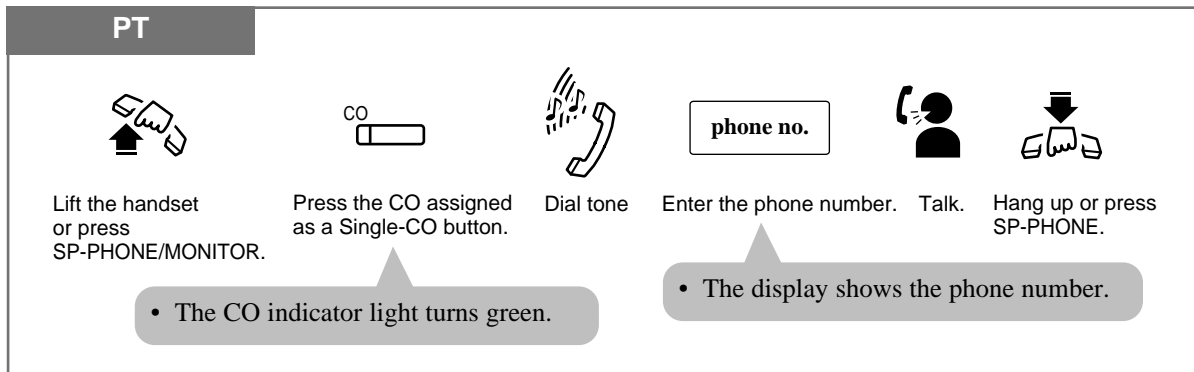 PT
CO
phone no.
Lift the handset
or press
SP-PHONE/MONITOR.
Press the CO assigned
as a Single-CO button.
Dial tone
Enter the phone number.
Talk.
Hang up or press
SP-PHONE.
• The CO indicator light turns green.
• The display shows the phone number.